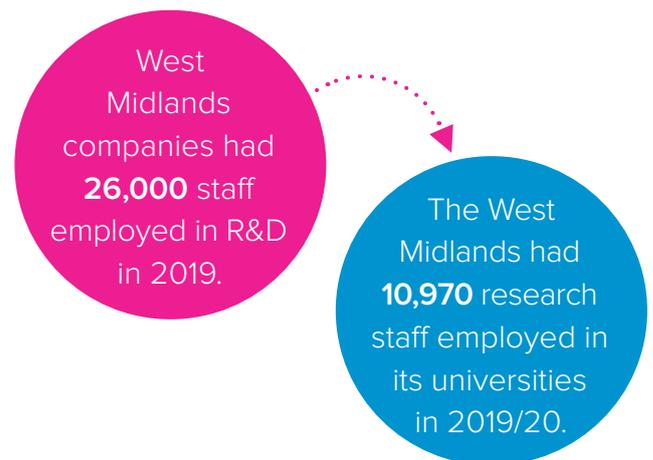 West
Midlands
companies had
26,000 staff
employed in R&D
in 2019.
The West
Midlands had
10,970 research
staff employed in
its universities
in 2019/20.